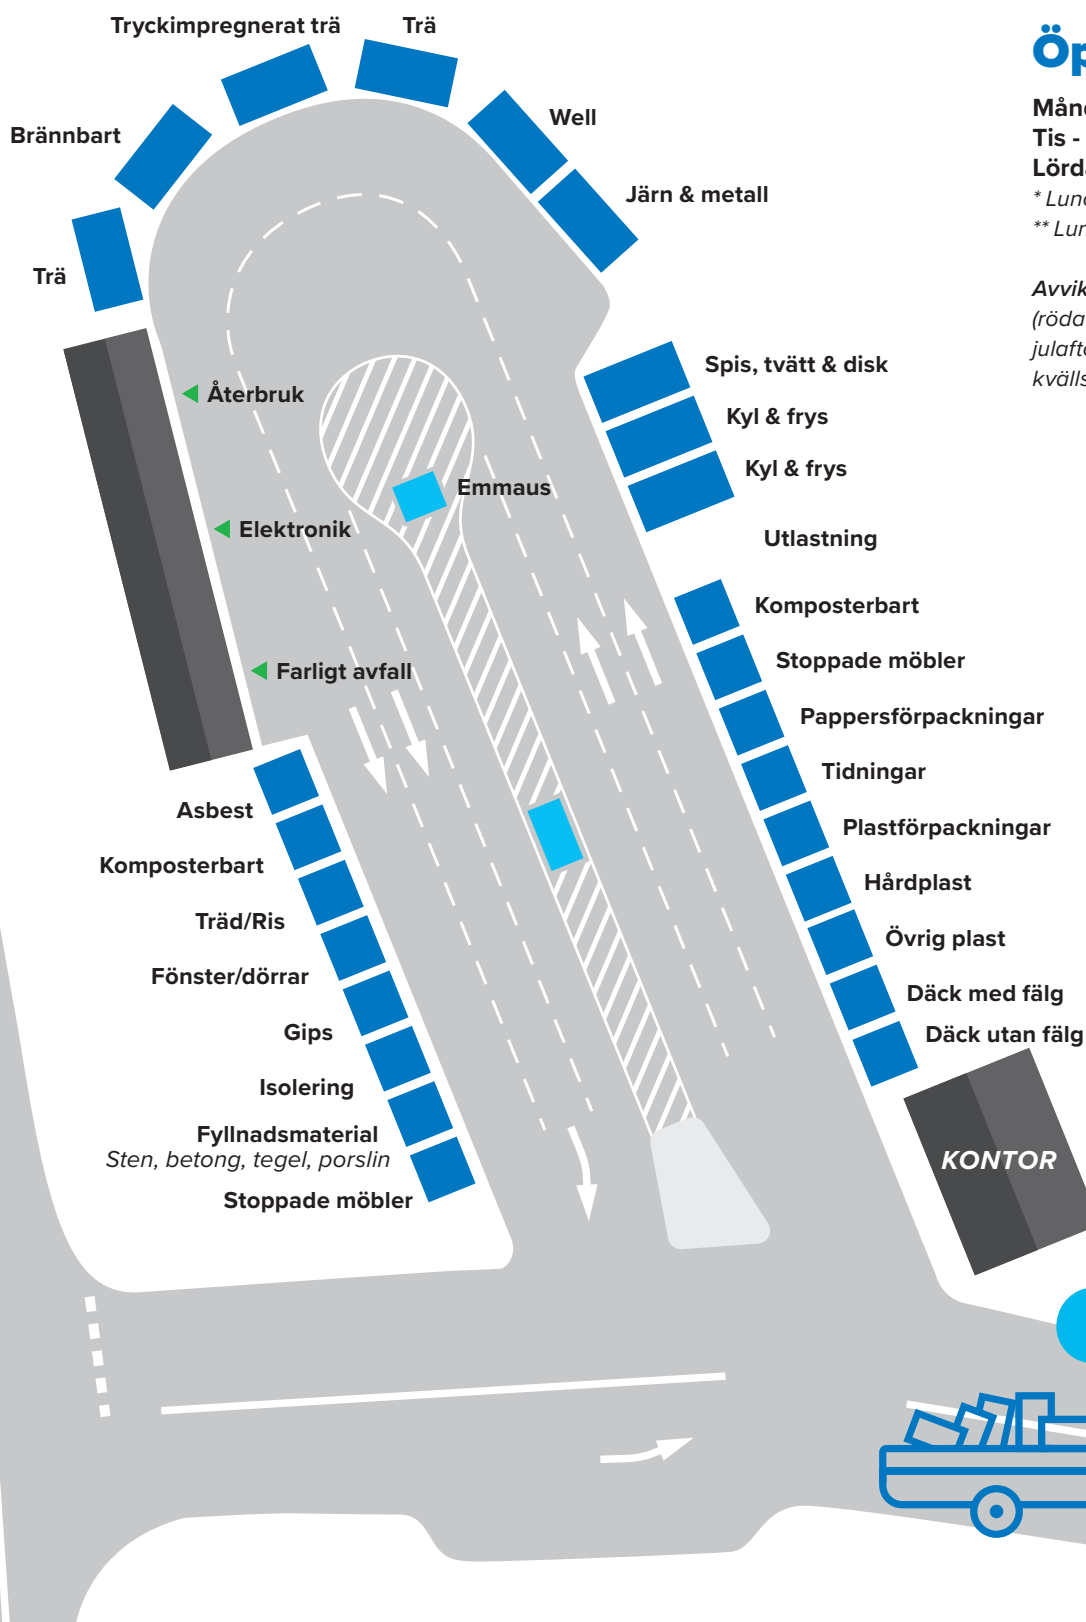 Tryckimpregnerat trä
Trä
Brännbart
Well
Järn & metall
Trä
Återbruk
Elektronik
Farligt avfall
Emmaus
Spis, tvätt & disk
Kyl & frys
Kyl & frys
Utlastning
Komposterbart
Stoppade möbler
Pappersförpackningar
Tidningar
Plastförpackningar
Hårdplast
Övrig plast
Däck med fälg
Däck utan fälg
KONTOR
Asbest
Komposterbart
Träd/Ris
Fönster/dörrar
Gips
Isolering
Fyllnadsmaterial
Sten, betong, tegel, porslin
Stoppade möbler
Tis -
(röda